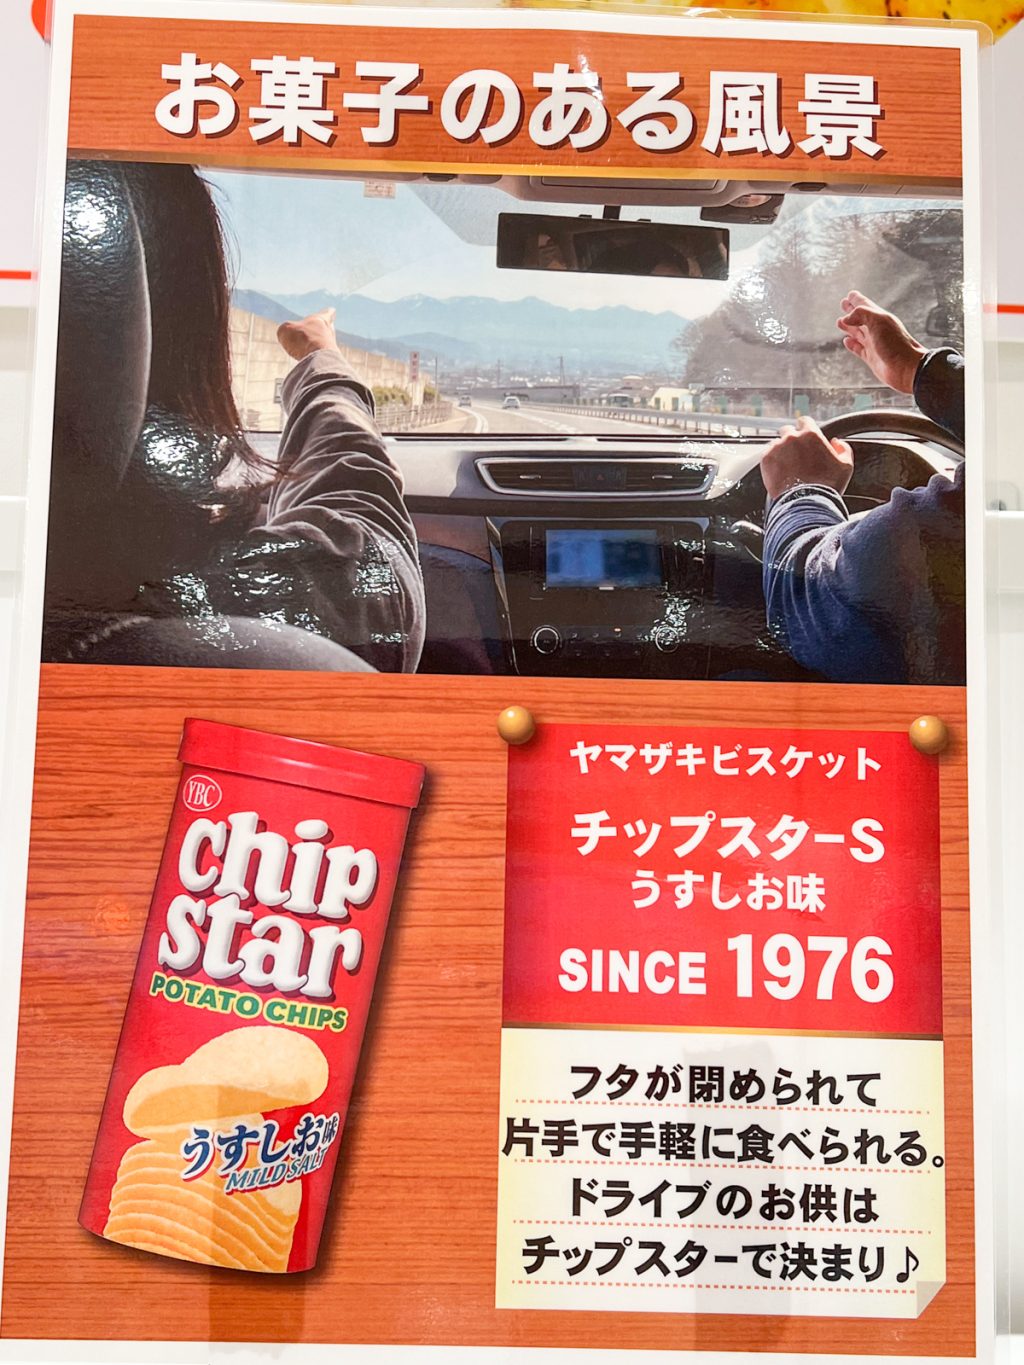 お菓子のある風景
YBC
chip
star
POTATO CHIPS
うすしお味
MILD SALT
ヤマザキビスケット
チップスターS
うすしお味
SINCE 1976
フタが閉められて
片手で手軽に食べられる。
ドライブのお供は
チップスターで決まり♪